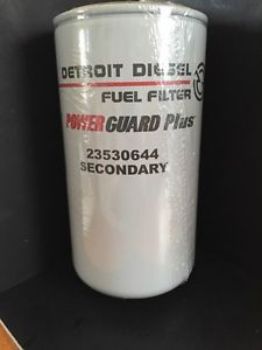 DETROIT DIESEL
FUEL FILTER
POWERGUARD Plus
23530644
SECONDARY